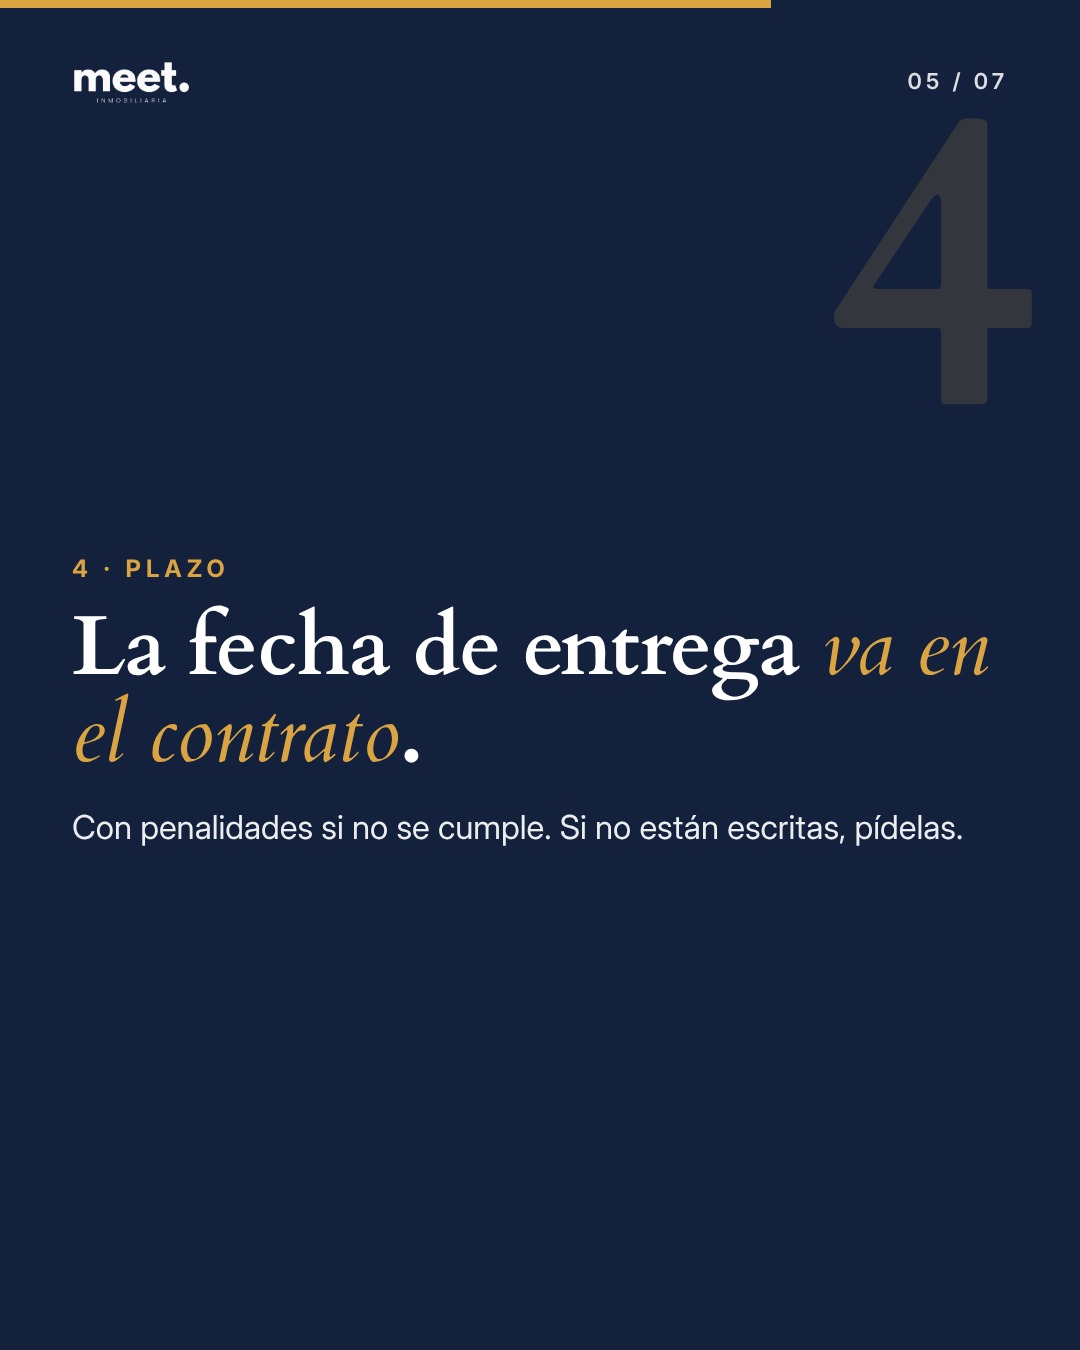 meet.
INMOBILIARIA
05 / 07
4
4 · PLAZO
La fecha de entrega va en
el contrato.
Con penalidades si no se cumple. Si no están escritas, pídelas.